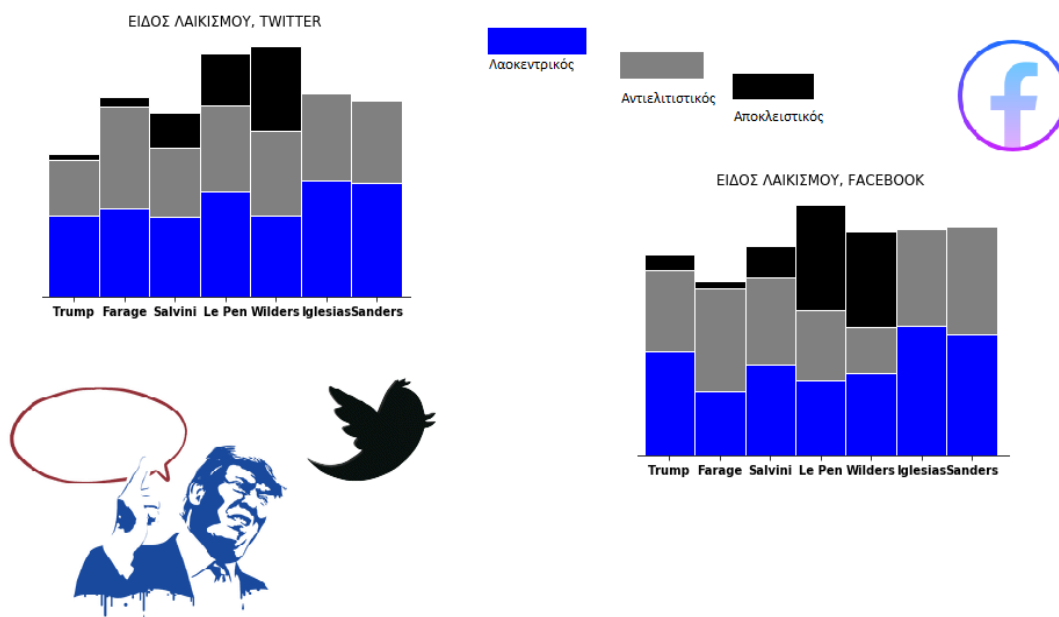 ΕΙΔΟΣ ΛΑΙΚΙΣΜΟΥ, TWITTER
Trump Farage Salvini Le Pen Wilders Iglesias Sanders
Λαοκεντρικός
Αντιελιτιστικός
Αποκλειστικός
ΕΙΔΟΣ ΛΑΙΚΙΣΜΟΥ, FACEBOOK
Trump Farage Salvini Le Pen Wilders Iglesias Sanders